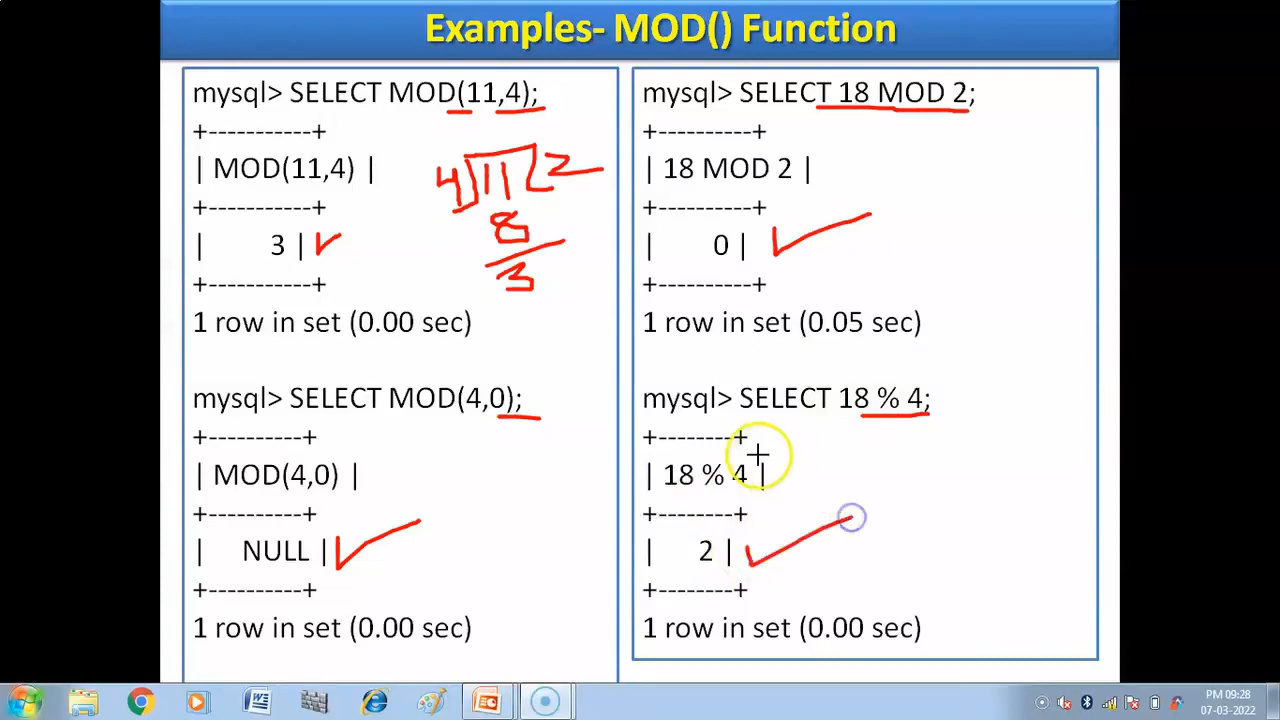 Examples- MOD() Function
mysql> SELECT MOD(11,4);
+-----------+
| MOD(11,4) |
+-----------+
| 3 |
+-----------+
1 row in set (0.00 sec)
4 11 2
8
3
mysql> SELECT MOD(4,0);
+----------+
| MOD(4,0) |
+----------+
| NULL |
+----------+
1 row in set (0.00 sec)
mysql> SELECT 18 MOD 2;
+----------+
| 18 MOD 2 |
+----------+
| 0 |
+----------+
1 row in set (0.05 sec)
mysql> SELECT 18 % 4;
+--------+
| 18 % 4 |
+--------+
| 2 |
+--------+
1 row in set (0.00 sec)
PM 09:28
07-03-2022